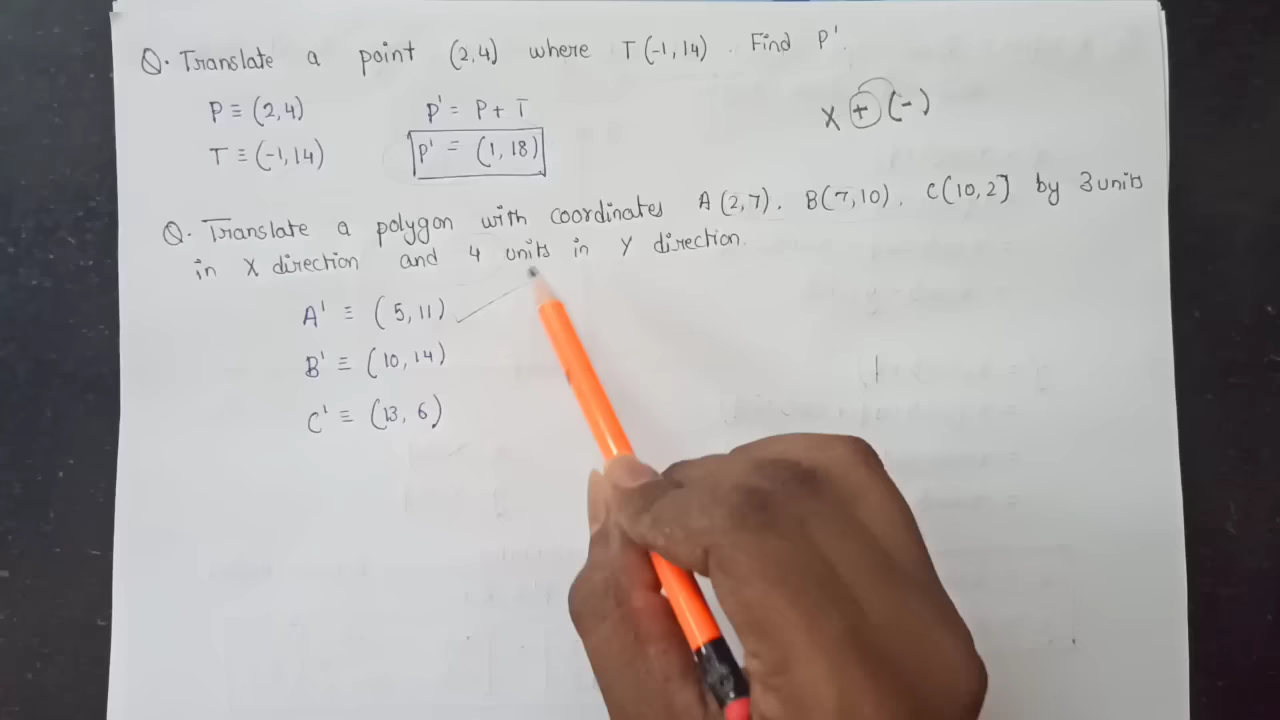 Q. Translate a point (2,4) where T(-1,14). Find P'.
P ≡ (2,4)
P' = P + T
X + (-)
T ≡ (-1,14)
P' = (1,18)
Q. Translate a polygon with coordinates A(2,7), B(7,10), C(10,2] by 3 units
in X direction and 4 units in Y direction.
A' ≡ (5,11)
B' ≡ (10,14)
C' ≡ (13,6)